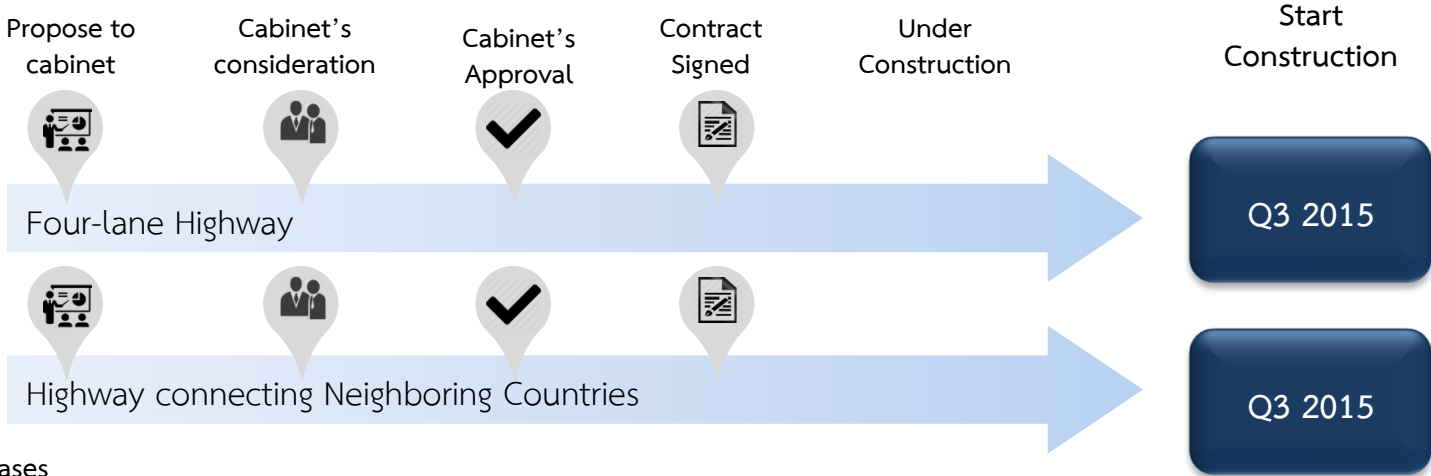 Propose to
cabinet
Cabinet's
consideration
Cabinet's
Approval
Contract
Signed
Under
Construction
Start
Construction
Four-lane Highway
Q3 2015
Highway connecting Neighboring Countries
Q3 2015